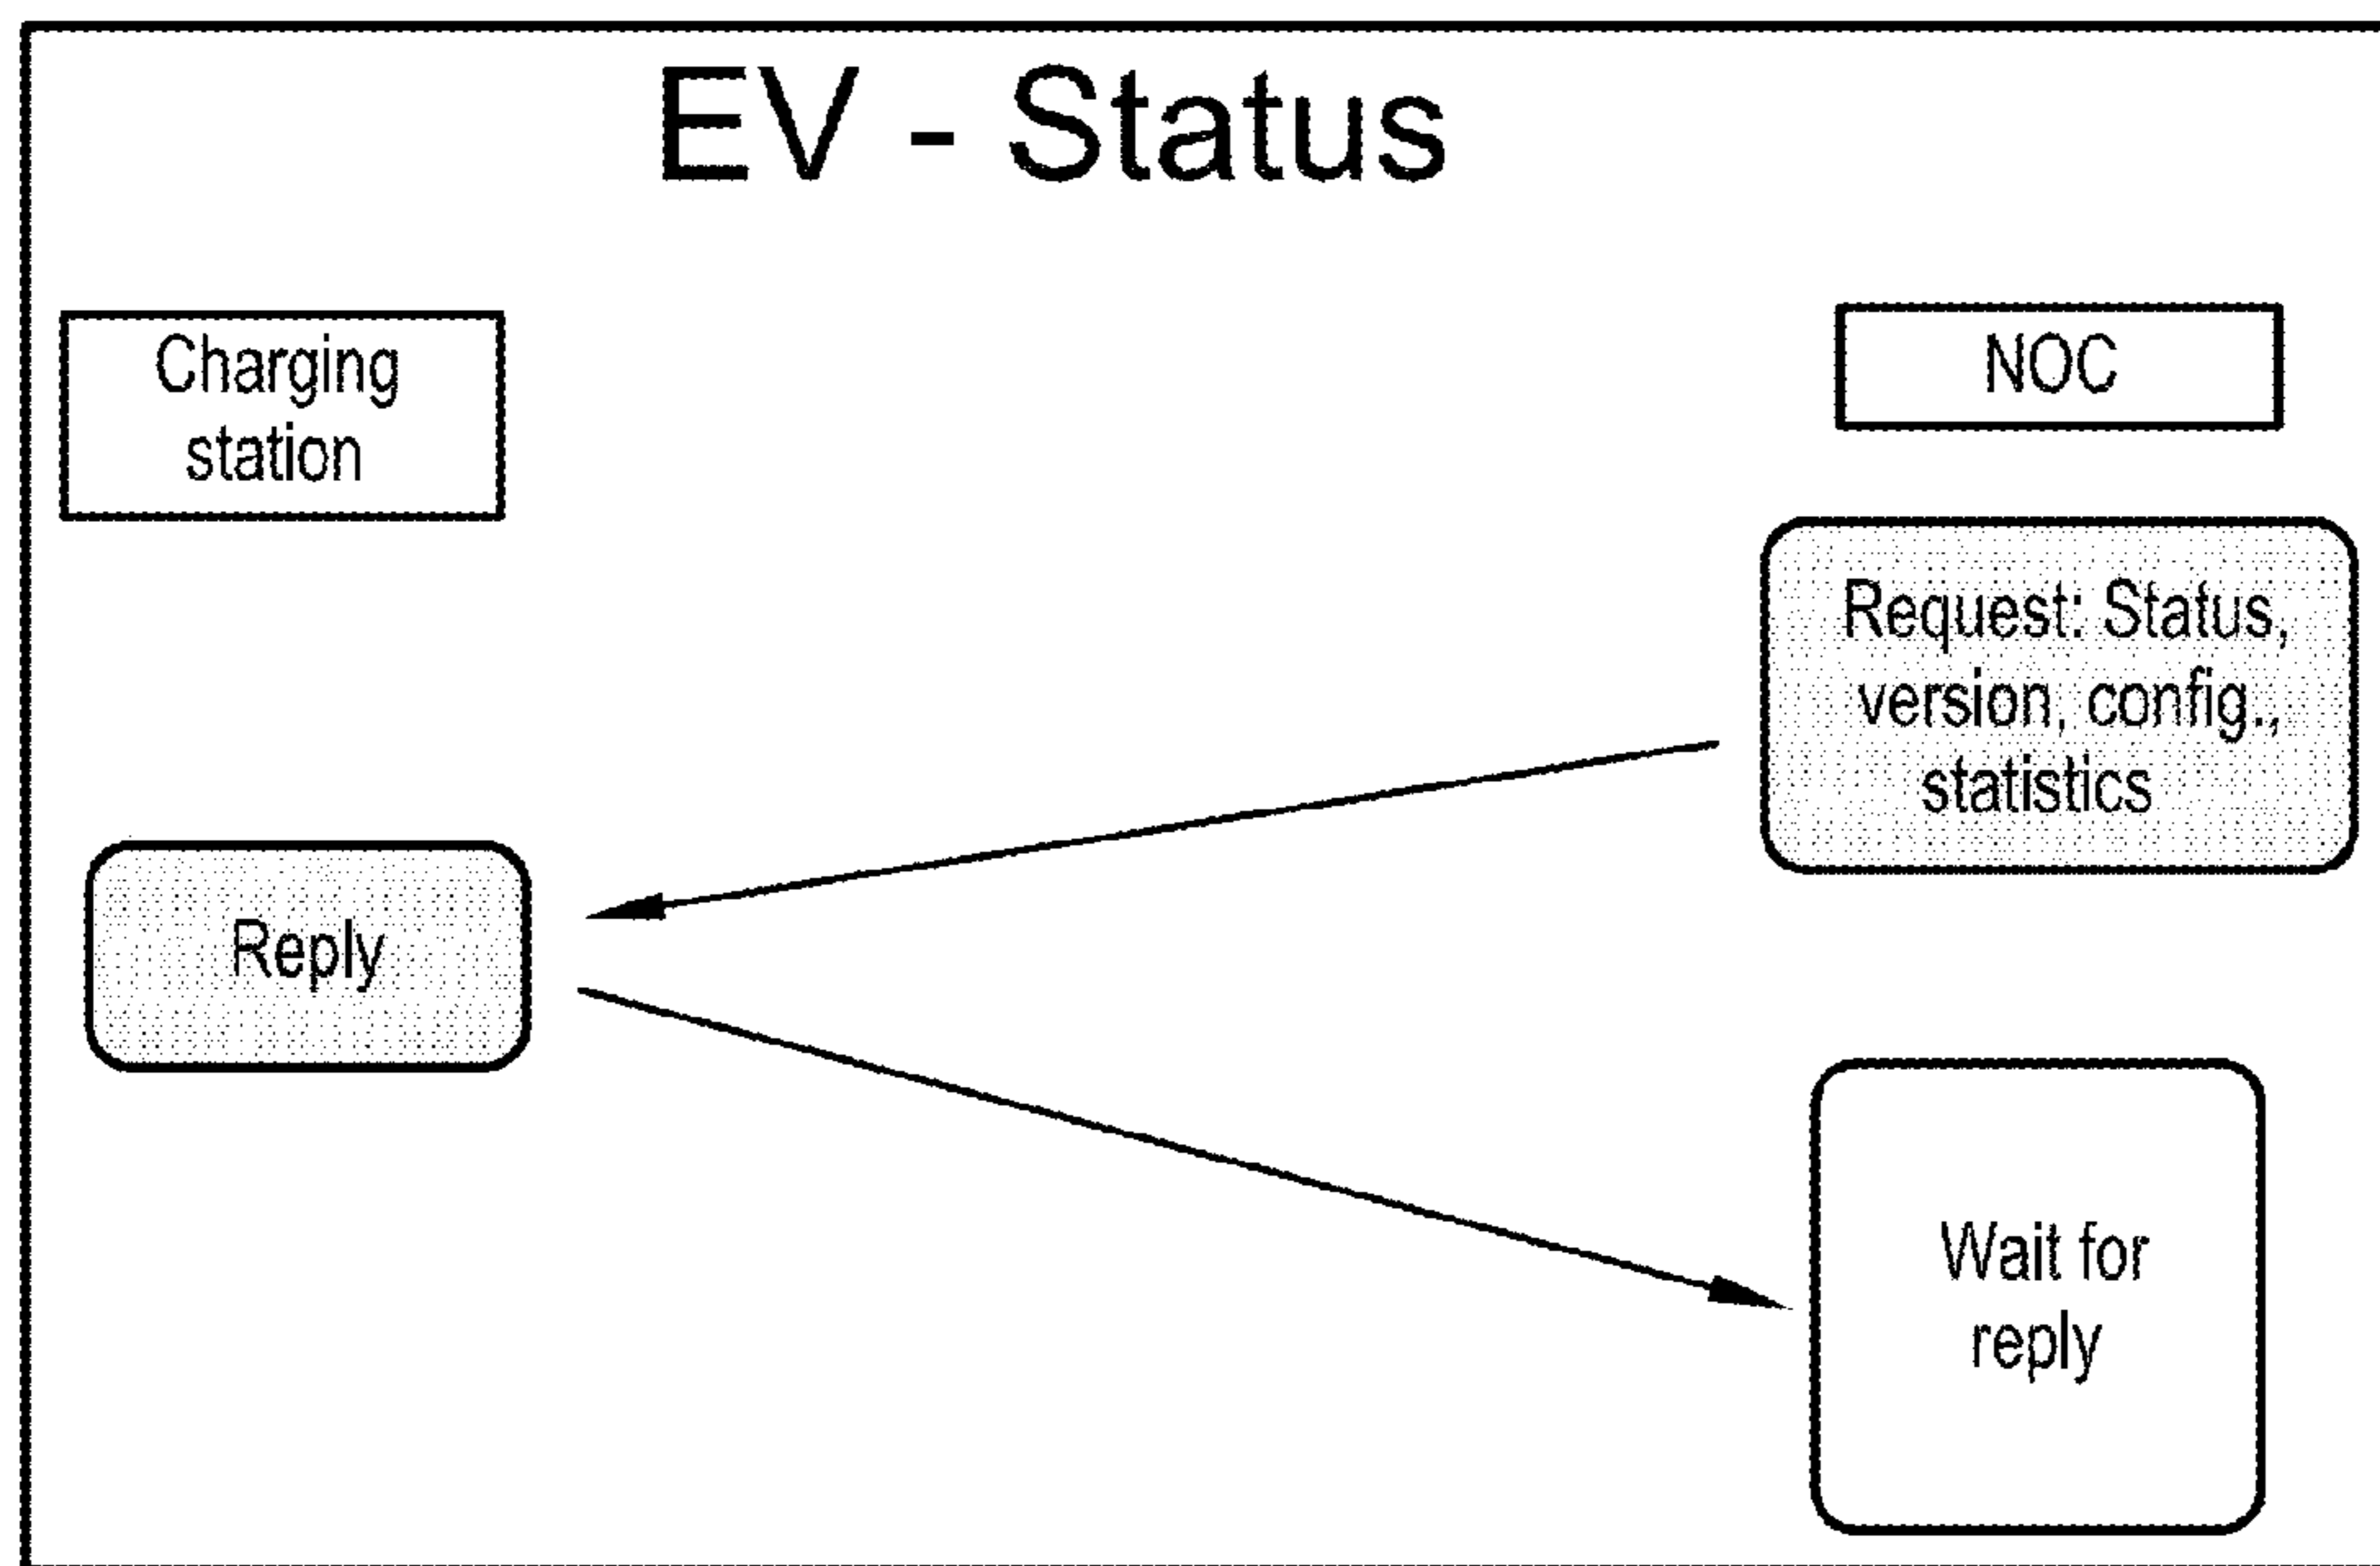 EV - Status
Charging
station
NOC
Request: Status,
version, config.,
statistics
Reply
Wait for
reply